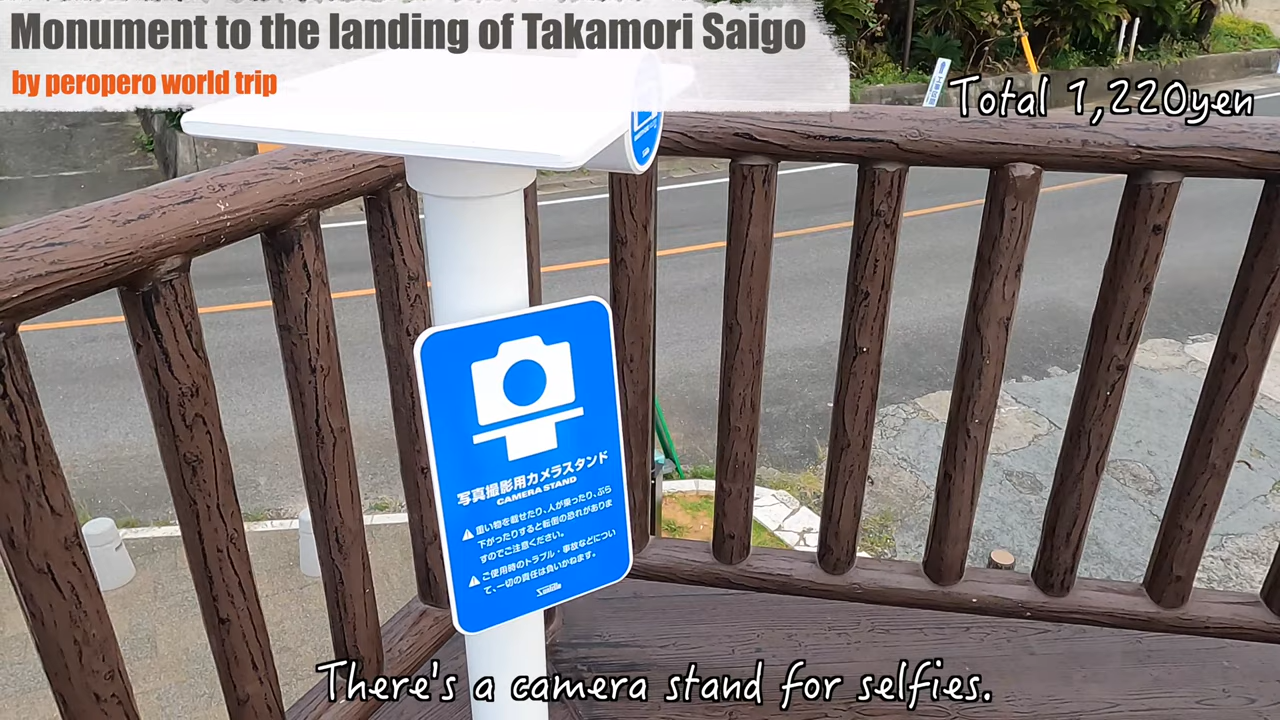 Monument to the landing of Takamori Saigo
by peropero world trip
Total 1,220yen
写真撮影用カメラスタンド
CAMERA STAND
重い物を載せたり、人が乗ったり、ぶら
下がったりすると転倒の恐れがありま
すのでご注意ください。
ご使用時のトラブル・事故などについ
て、一切の責任は負いかねます。
There's a camera stand for selfies.